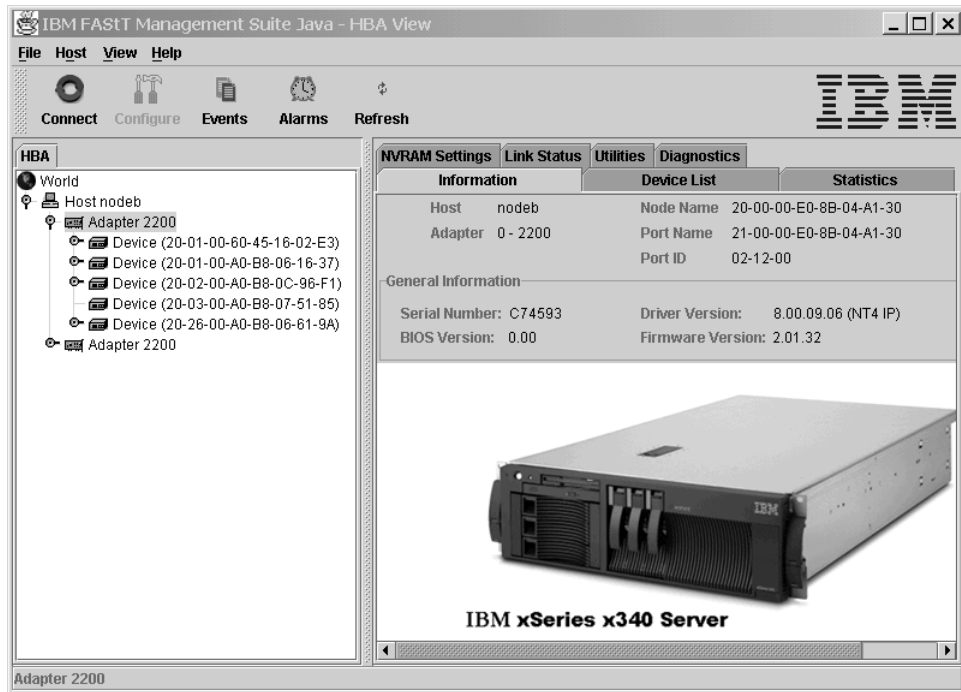 IBM FAStT Management Suite Java - HBA View
File Host View Help
Connect Configure Events Alarms Refresh
IBM
HBA
World
Host nodeb
Adapter 2200
Device (20-01-00-60-45-16-02-E3)
Device (20-01-00-A0-B8-06-16-37)
Device (20-02-00-A0-B8-0C-96-F1)
Device (20-03-00-A0-B8-07-51-85)
Device (20-26-00-A0-B8-06-61-9A)
Adapter 2200
NVRAM Settings Link Status Utilities Diagnostics
Information Device List Statistics
Host nodeb Node Name 20-00-00-E0-8B-04-A1-30
Adapter 0 - 2200 Port Name 21-00-00-E0-8B-04-A1-30
Port ID 02-12-00
General Information
Serial Number: C74593 Driver Version: 8.00.09.06 (NT4 IP)
BIOS Version: 0.00 Firmware Version: 2.01.32
IBM
IBM xSeries x340 Server
Adapter 2200